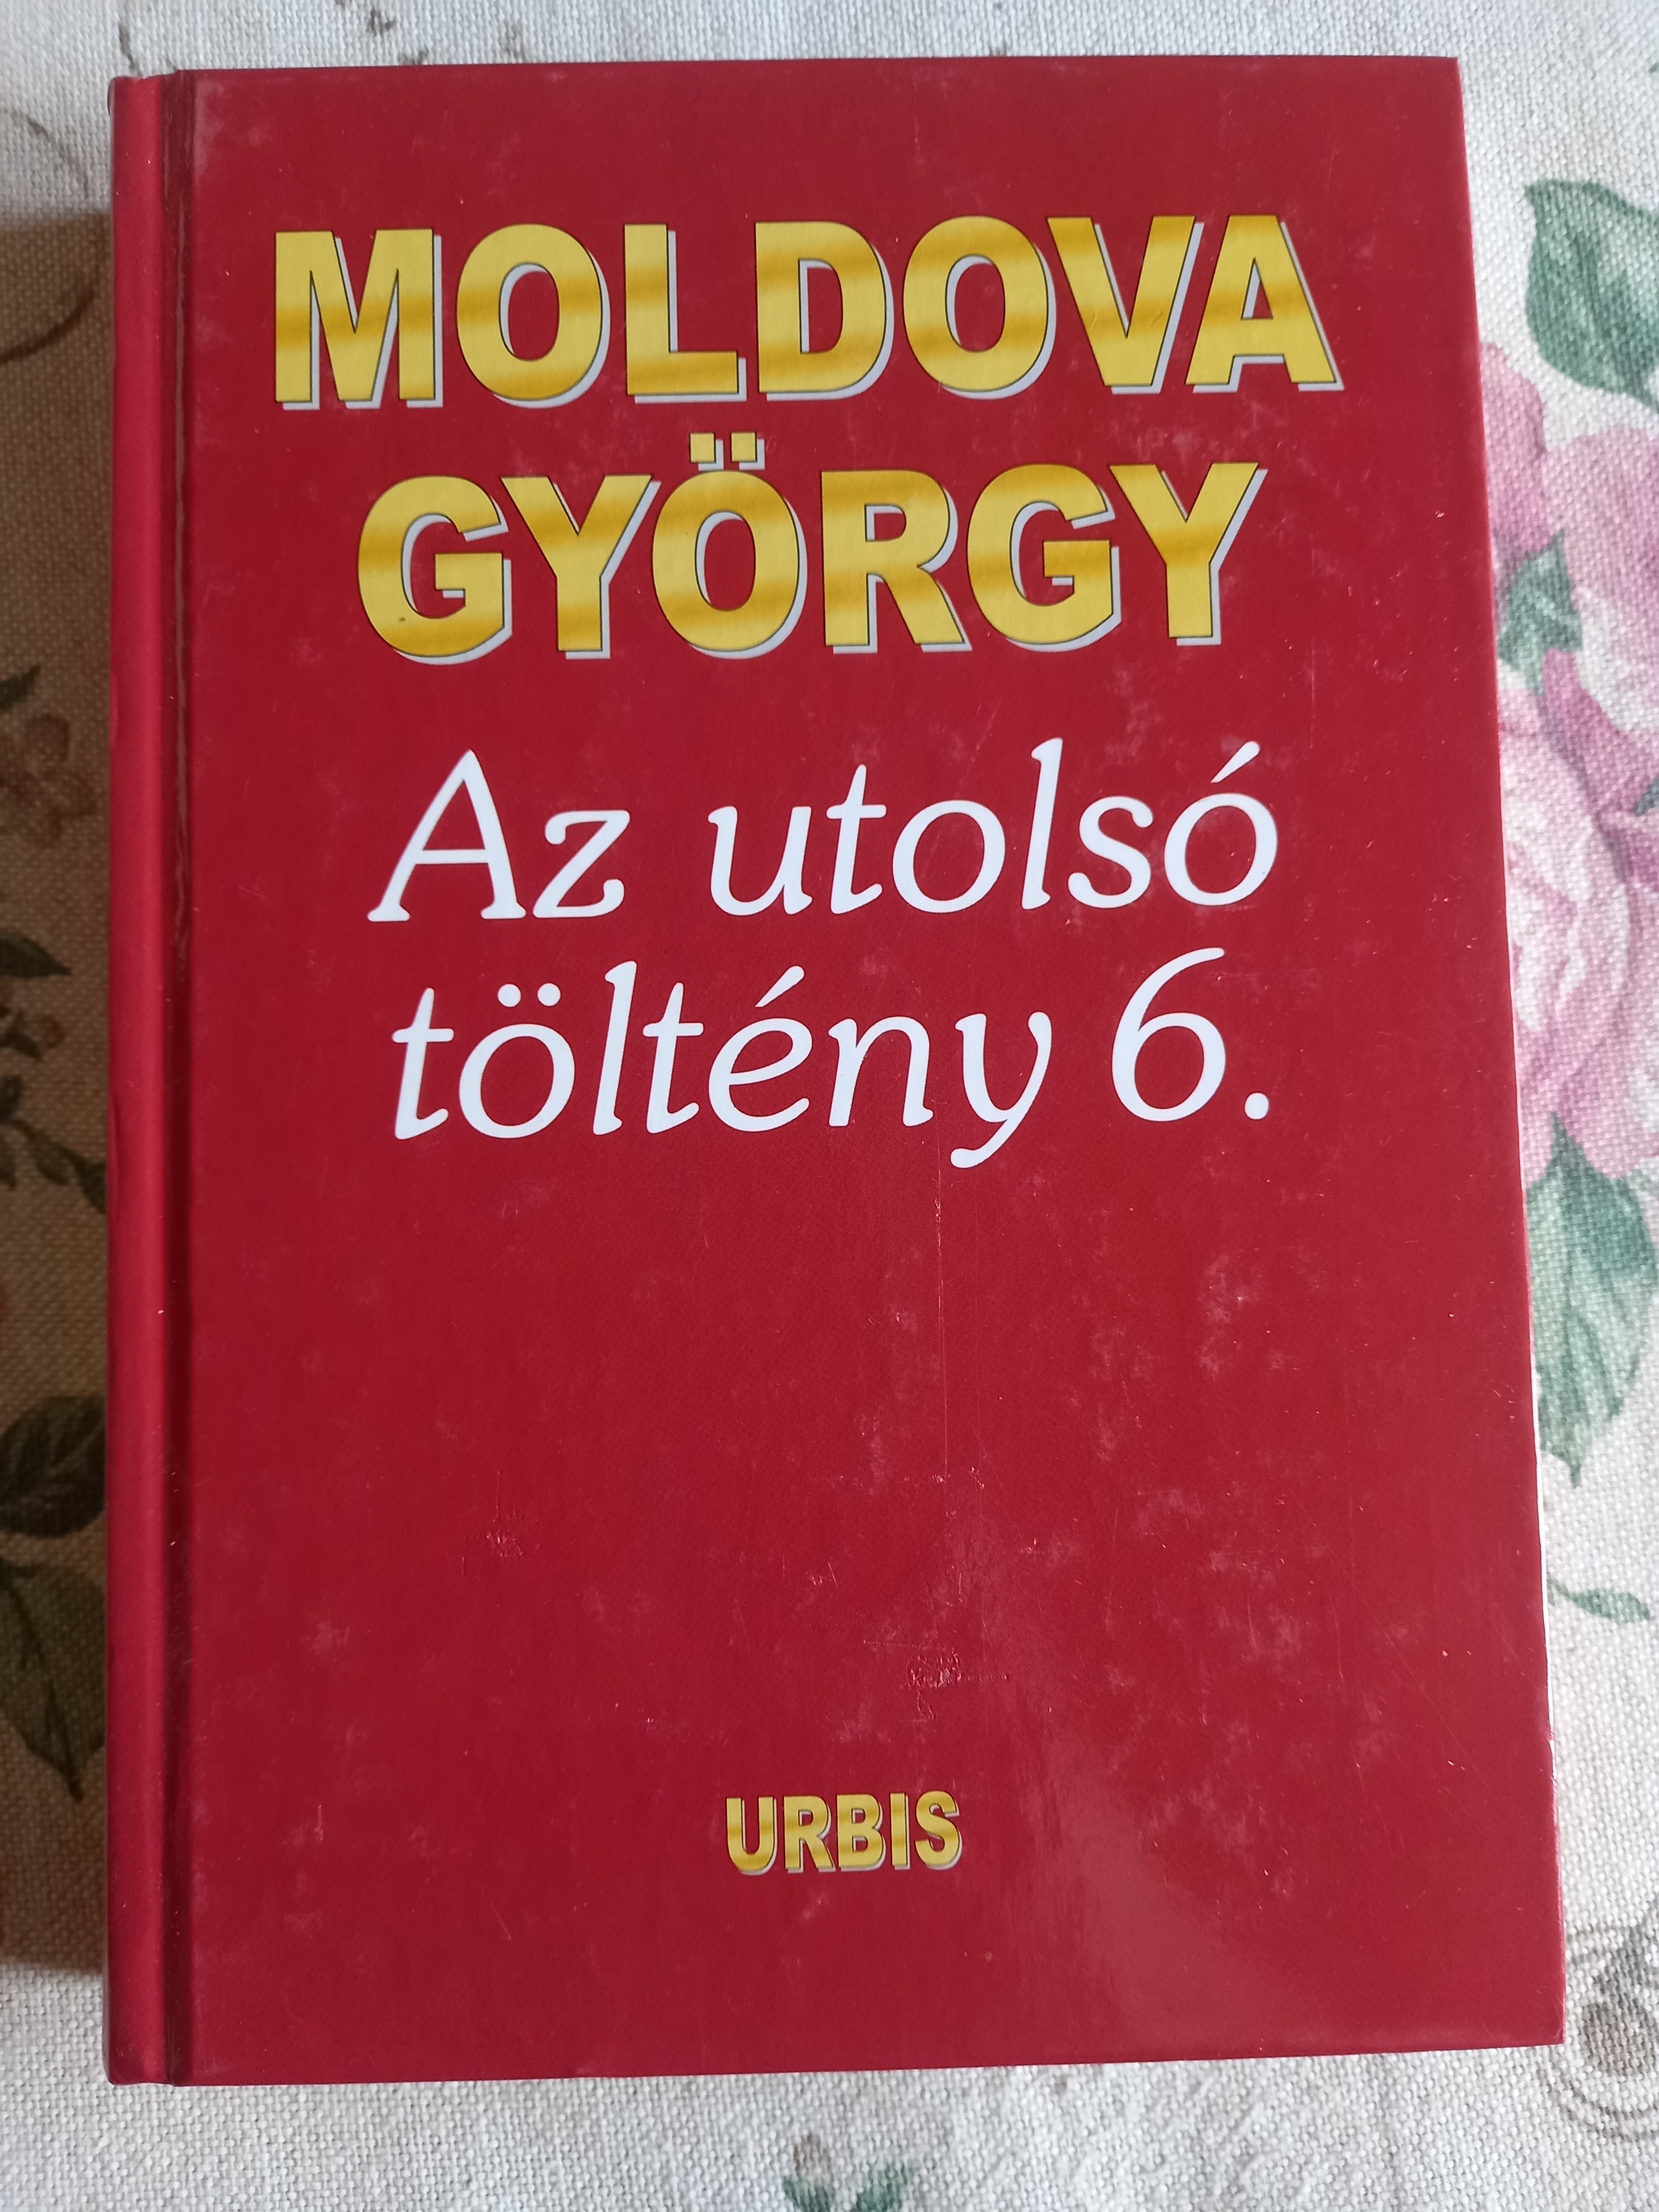 MOLDOVA
GYÖRGY
Az utolsó
töltény 6.
URBIS